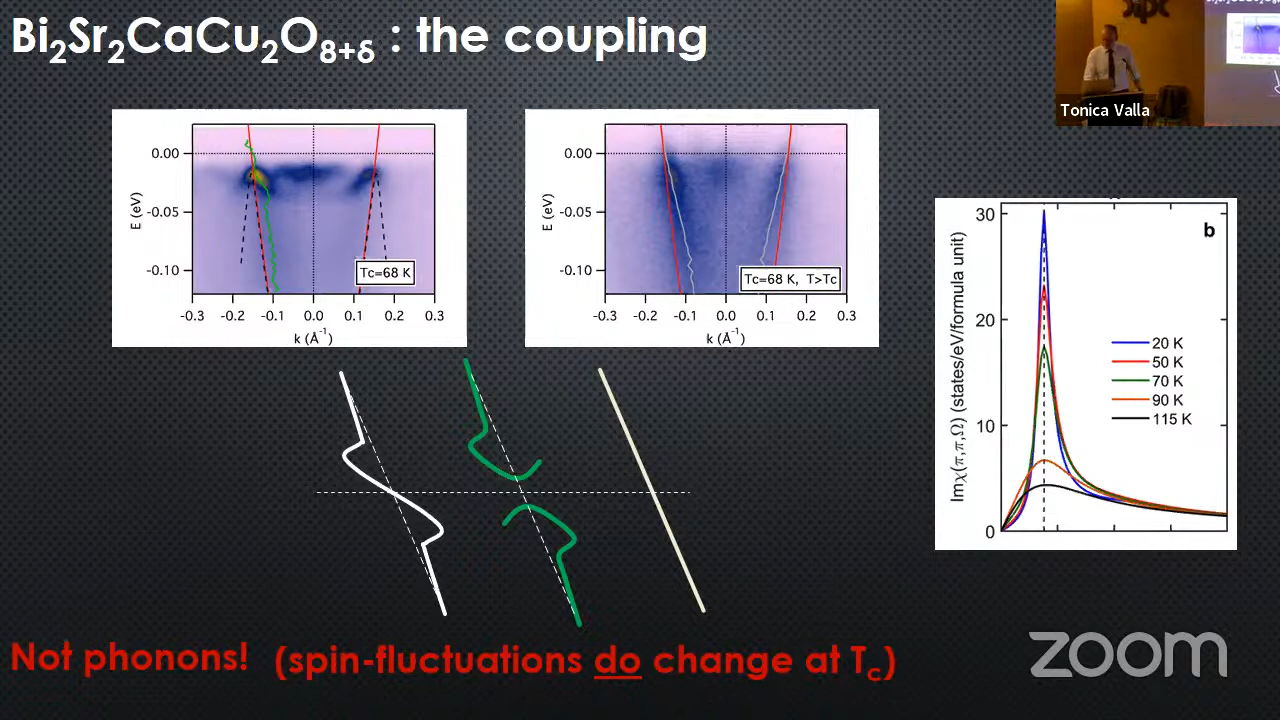 Bi2Sr2CaCu2O8+δ : the coupling
Tonica Valla
0.00
-0.05
-0.10
E (eV)
Tc=68 K
-0.3 -0.2 -0.1 0.0 0.1 0.2 0.3
k (Å-1)
0.00
-0.05
-0.10
E (eV)
Tc=68 K, T>Tc
-0.3 -0.2 -0.1 0.0 0.1 0.2 0.3
k (Å-1)
b
30
20
10
0
Imχ(π,π,Ω) (states/eV/formula unit)
20 K
50 K
70 K
90 K
115 K
Not phonons! (spin-fluctuations do change at Tc)
zoom